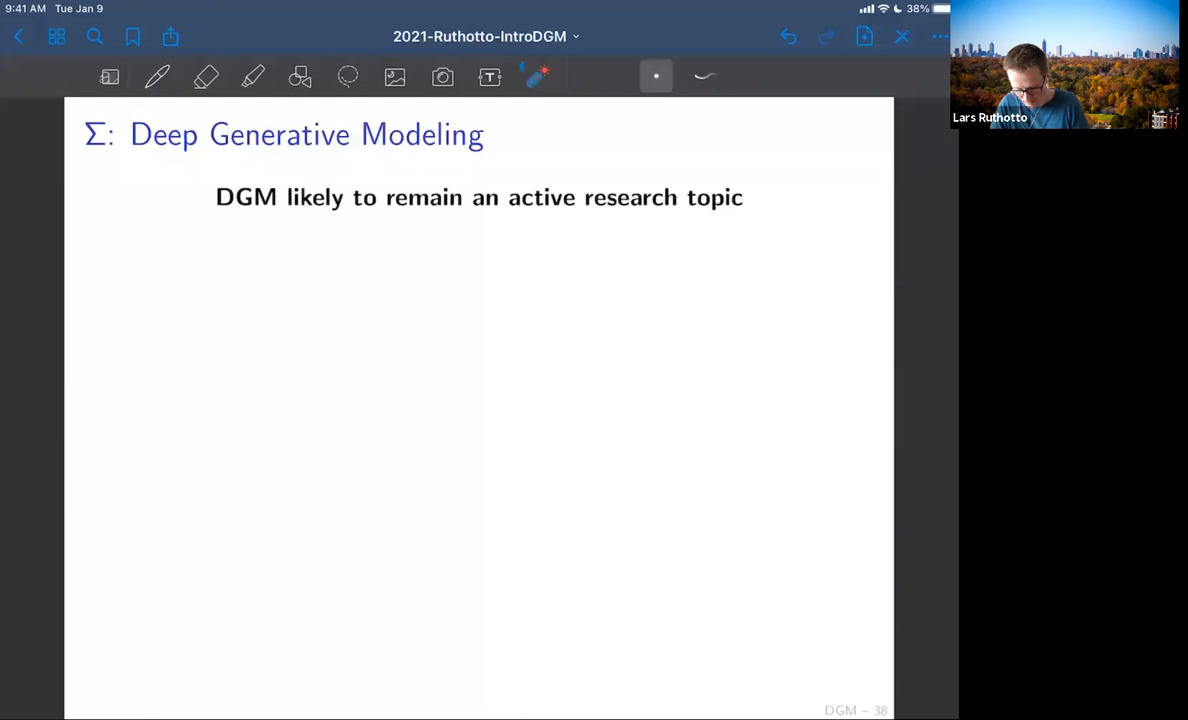 9:41 AM Tue Jan 9
38%
2021-Ruthotto-IntroDGM
T
Lars Ruthotto
Σ: Deep Generative Modeling
DGM likely to remain an active research topic
DGM – 38